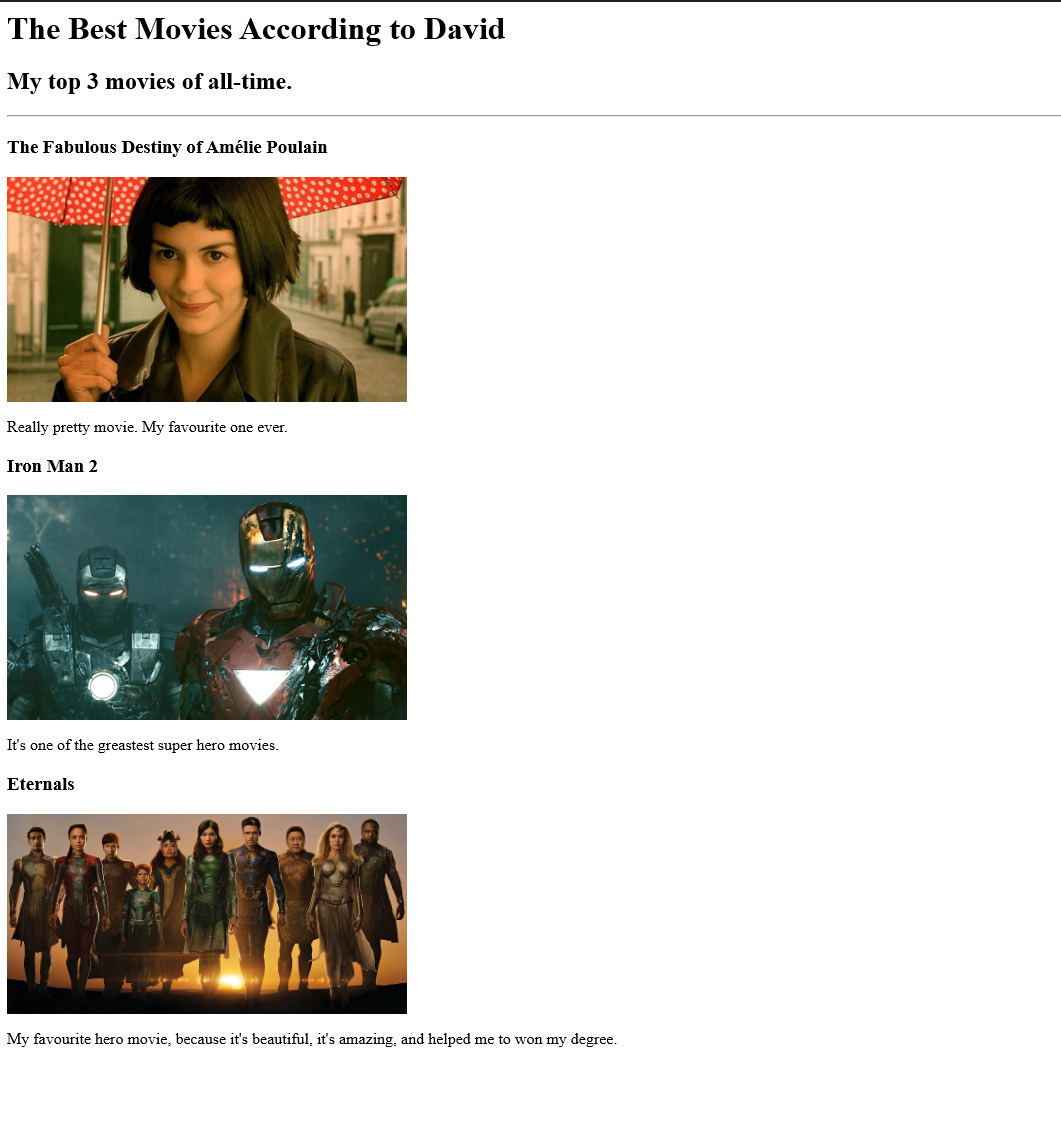 The Best Movies According to David
My top 3 movies of all-time.
The Fabulous Destiny of Amélie Poulain
Really pretty movie. My favourite one ever.
Iron Man 2
It's one of the greastest super hero movies.
Eternals
My favourite hero movie, because it's beautiful, it's amazing, and helped me to won my degree.